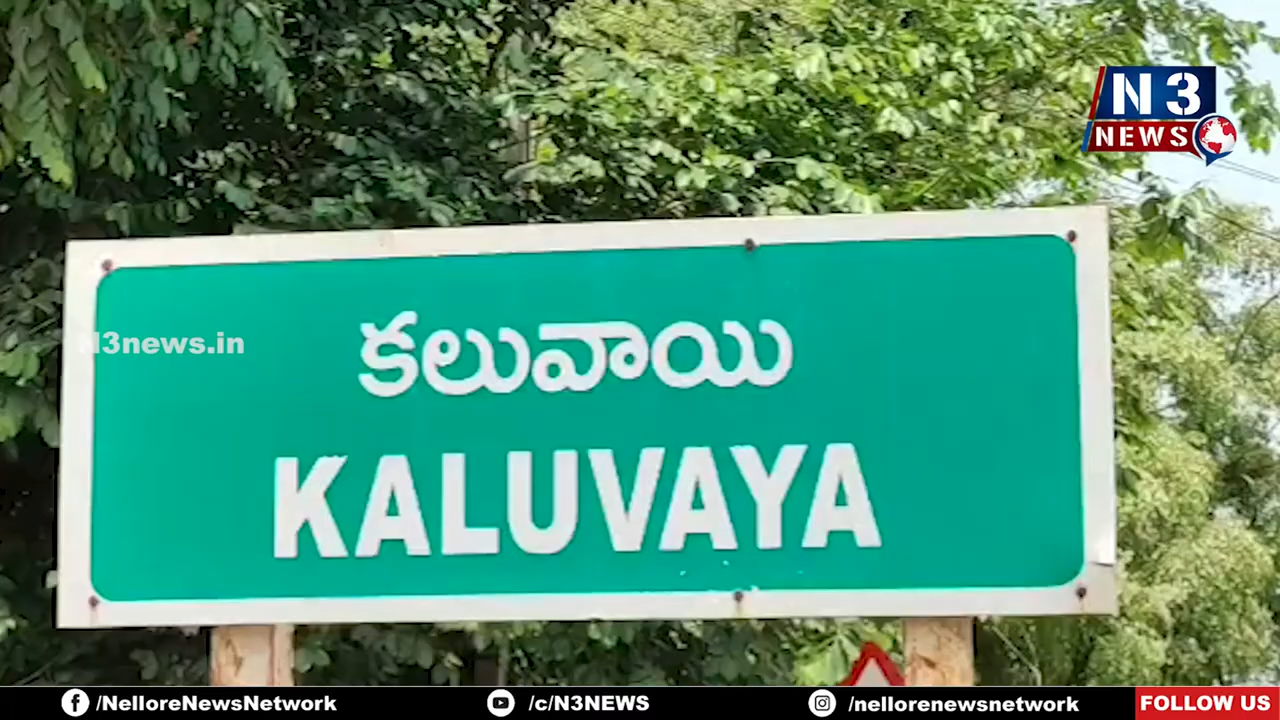 N3
NEWS
N3news.in
కలువాయి
KALUVAYA
/NelloreNewsNetwork
/c/N3NEWS
/nellorenewsnetwork
FOLLOW US